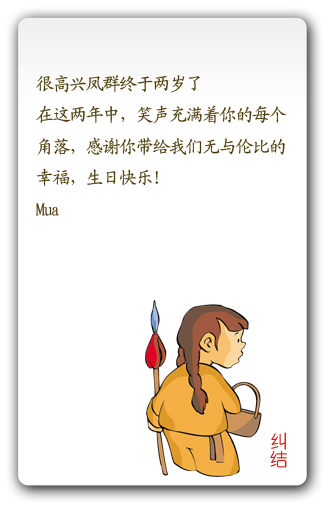 很高兴凤群终于两岁了
在这两年中，笑声充满着你的每个
角落，感谢你带给我们无与伦比的
幸福，生日快乐！
Mua
纠
结